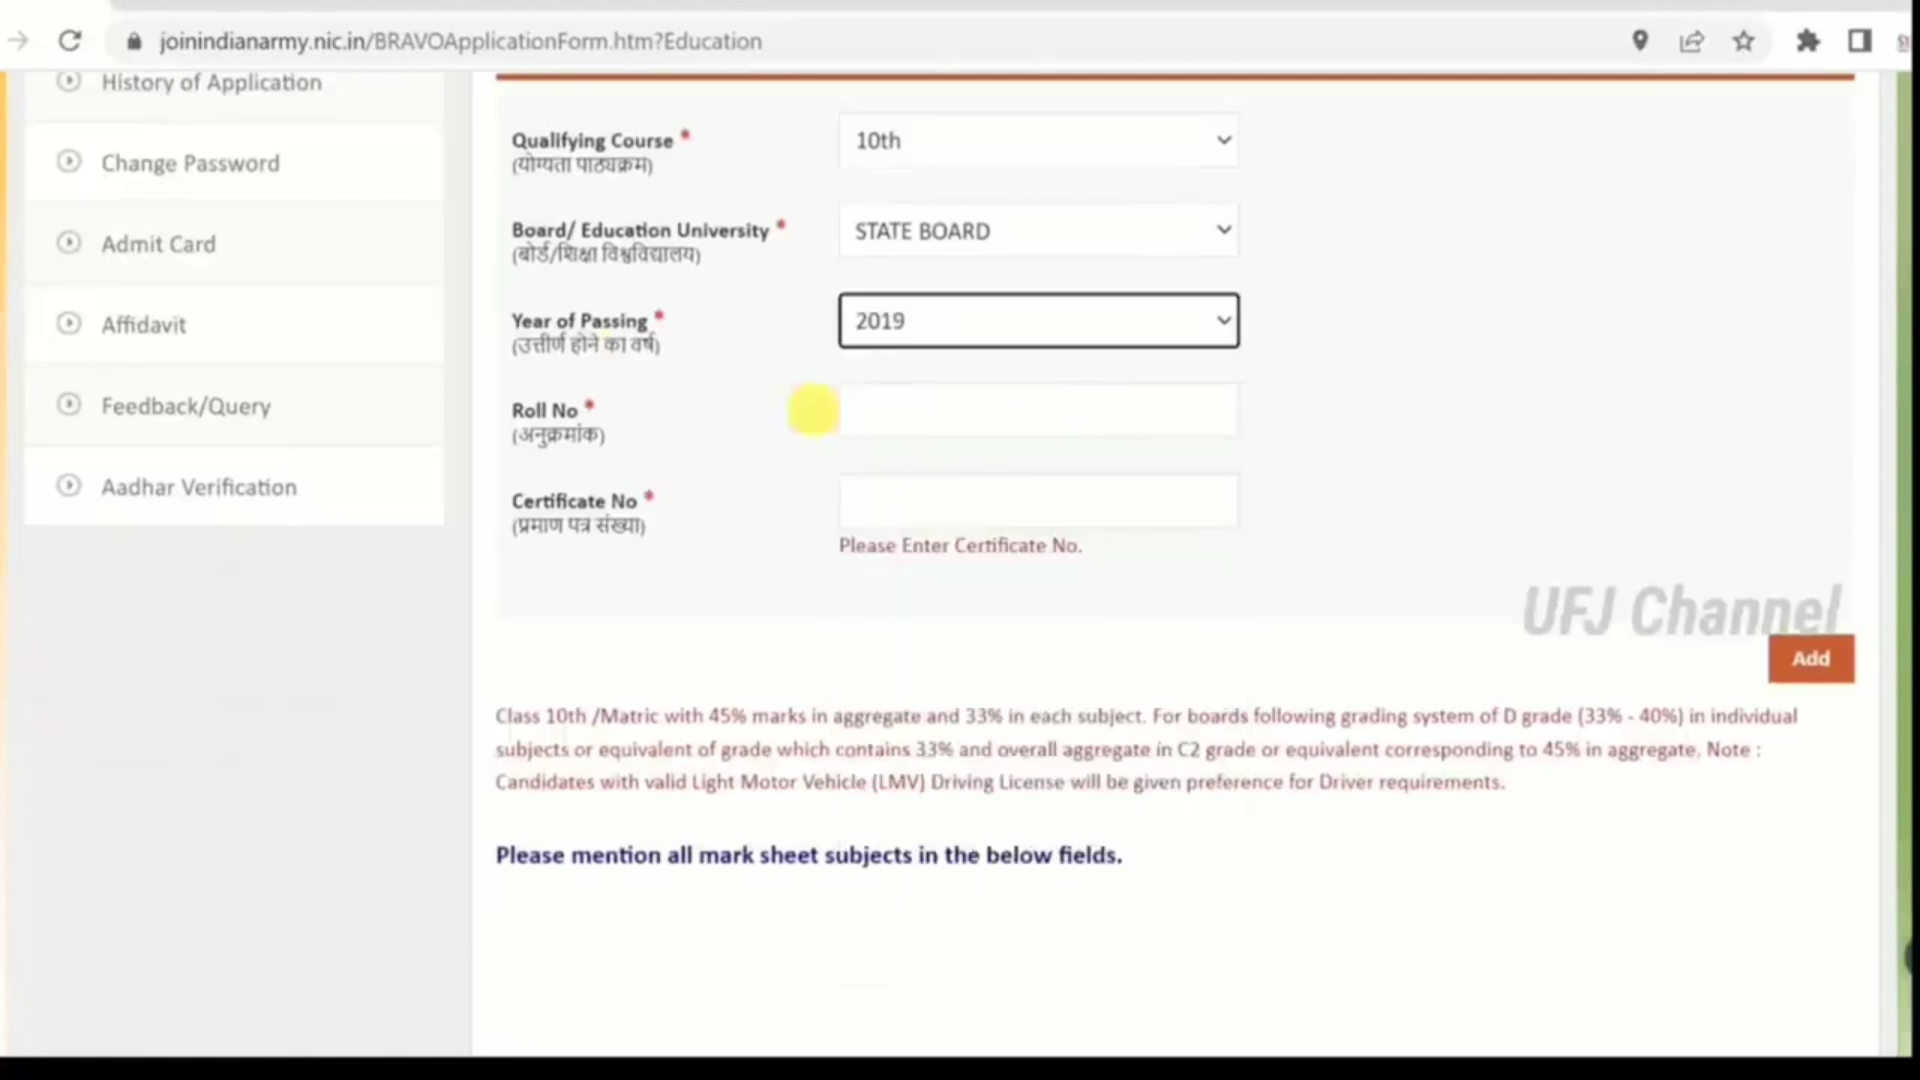 joinindianarmy.nic.in/BRAVOApplicationForm.htm?Education
History of Application
Change Password
Admit Card
Affidavit
Feedback/Query
Aadhar Verification
Qualifying Course *
(योग्यता पाठ्यक्रम)
10th
Board/ Education University *
(बोर्ड/शिक्षा विश्वविद्यालय)
STATE BOARD
Year of Passing *
(उत्तीर्ण होने का वर्ष)
2019
Roll No *
(अनुक्रमांक)
Certificate No *
(प्रमाण पत्र संख्या)
Please Enter Certificate No.
UFJ Channel
Add
Class 10th /Matric with 45% marks in aggregate and 33% in each subject. For boards following grading system of D grade (33% - 40%) in individual
subjects or equivalent of grade which contains 33% and overall aggregate in C2 grade or equivalent corresponding to 45% in aggregate, Note :
Candidates with valid Light Motor Vehicle (LMV) Driving License will be given preference for Driver requirements.
Please mention all mark sheet subjects in the below fields.